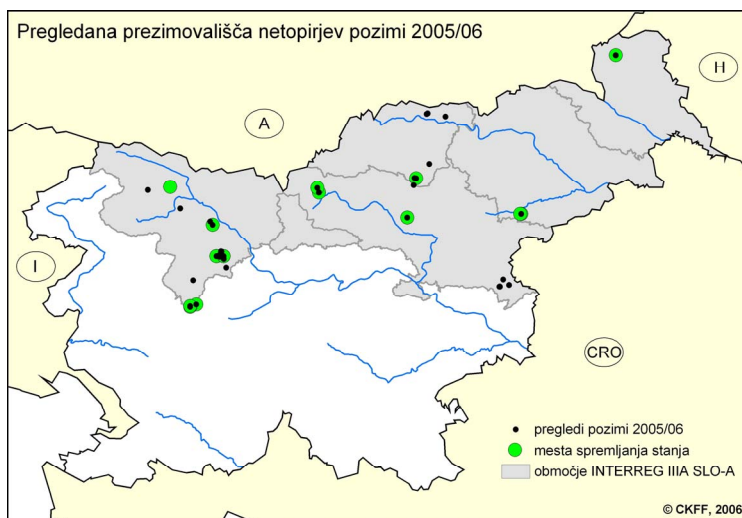 Pregledana prezimovališča netopirjev pozimi 2005/06
H
A
I
CRO
pregledi pozimi 2005/06
mesta spremljanja stanja
območje INTERREG IIIA SLO-A
© CKFF, 2006